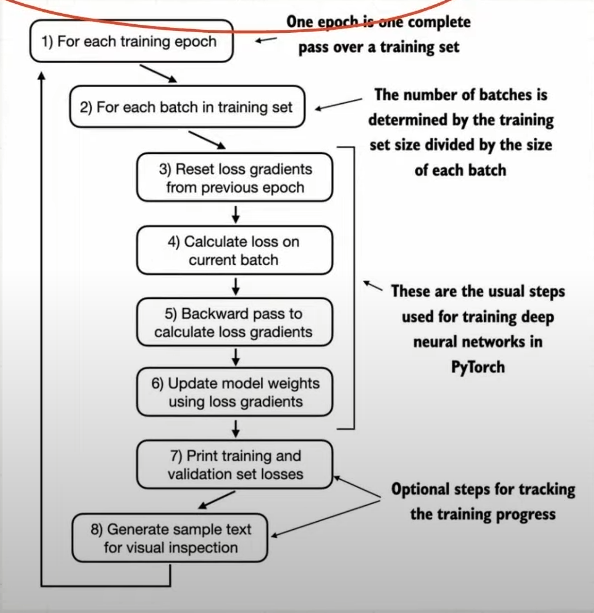 One epoch is one complete
pass over a training set
1) For each training epoch
2) For each batch in training set
The number of batches is
determined by the training
set size divided by the size
of each batch
3) Reset loss gradients
from previous epoch
4) Calculate loss on
current batch
5) Backward pass to
calculate loss gradients
6) Update model weights
using loss gradients
These are the usual steps
used for training deep
neural networks in
PyTorch
7) Print training and
validation set losses
Optional steps for tracking
the training progress
8) Generate sample text
for visual inspection